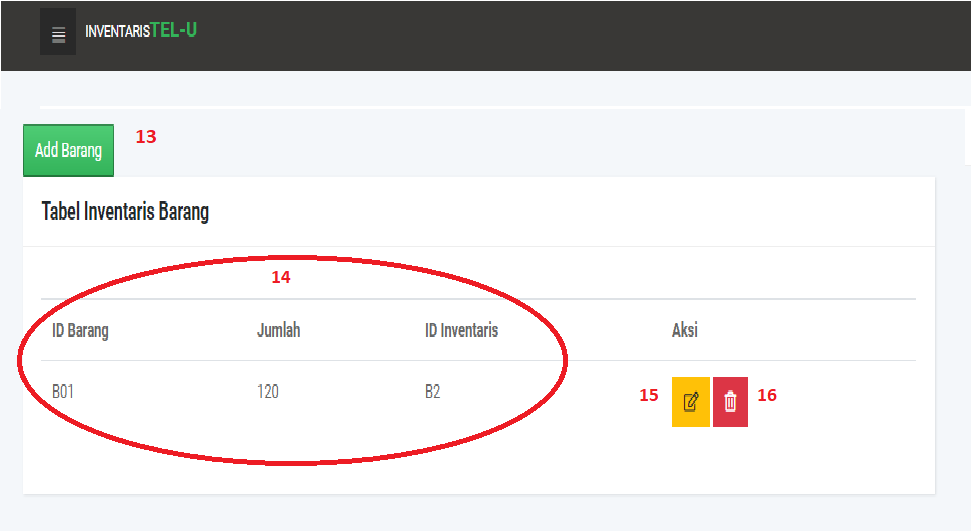 INVENTARISTEL-U
Add Barang
13
Tabel Inventaris Barang
14
ID Barang Jumlah ID Inventaris Aksi
B01 120 B2 15 16